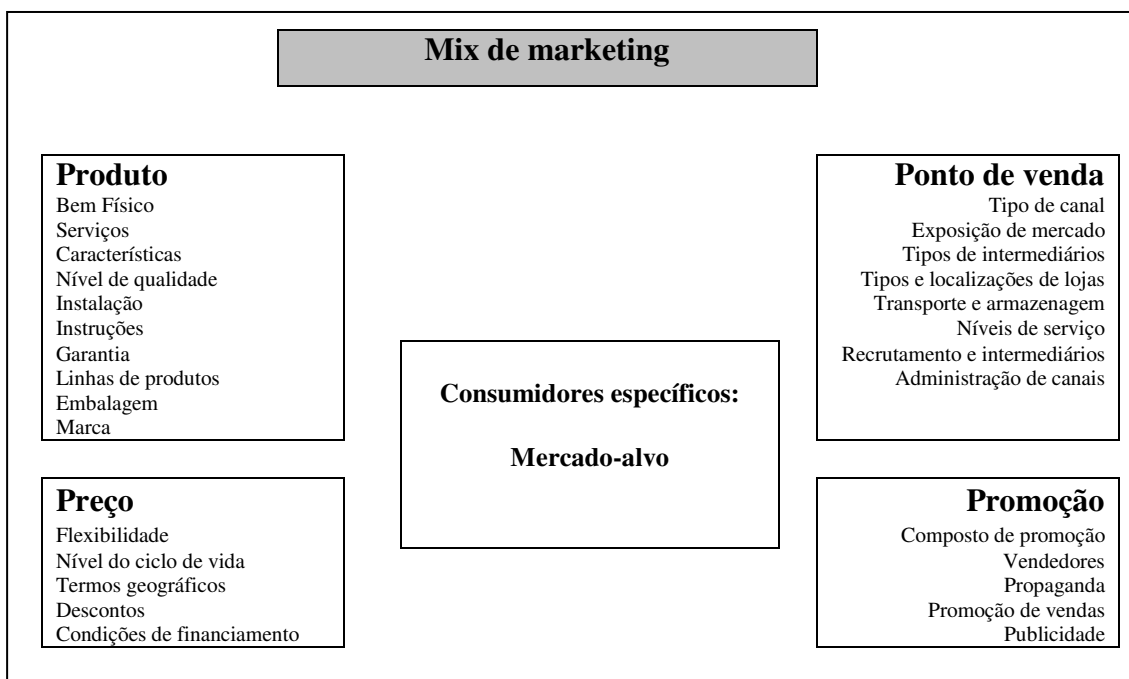 Mix de marketing
Produto
Bem Físico
Serviços
Características
Nível de qualidade
Instalação
Instruções
Garantia
Linhas de produtos
Embalagem
Marca
Ponto de venda
Tipo de canal
Exposição de mercado
Tipos de intermediários
Tipos e localizações de lojas
Transporte e armazenagem
Níveis de serviço
Recrutamento e intermediários
Administração de canais
Consumidores específicos:
Mercado-alvo
Preço
Flexibilidade
Nível do ciclo de vida
Termos geográficos
Descontos
Condições de financiamento
Promoção
Composto de promoção
Vendedores
Propaganda
Promoção de vendas
Publicidade